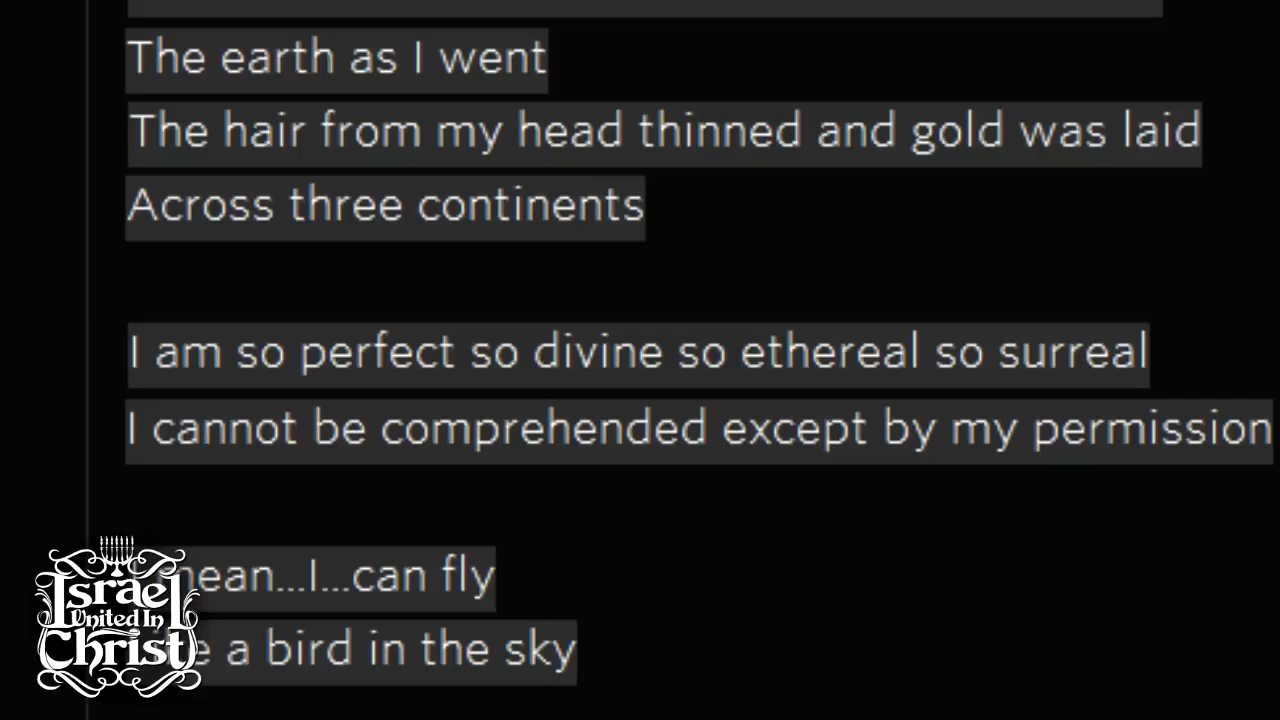 The earth as I went
The hair from my head thinned and gold was laid
Across three continents
I am so perfect so divine so ethereal so surreal
I cannot be comprehended except by my permission
mean...I...can fly
a bird in the sky
Israel
United In
Christ